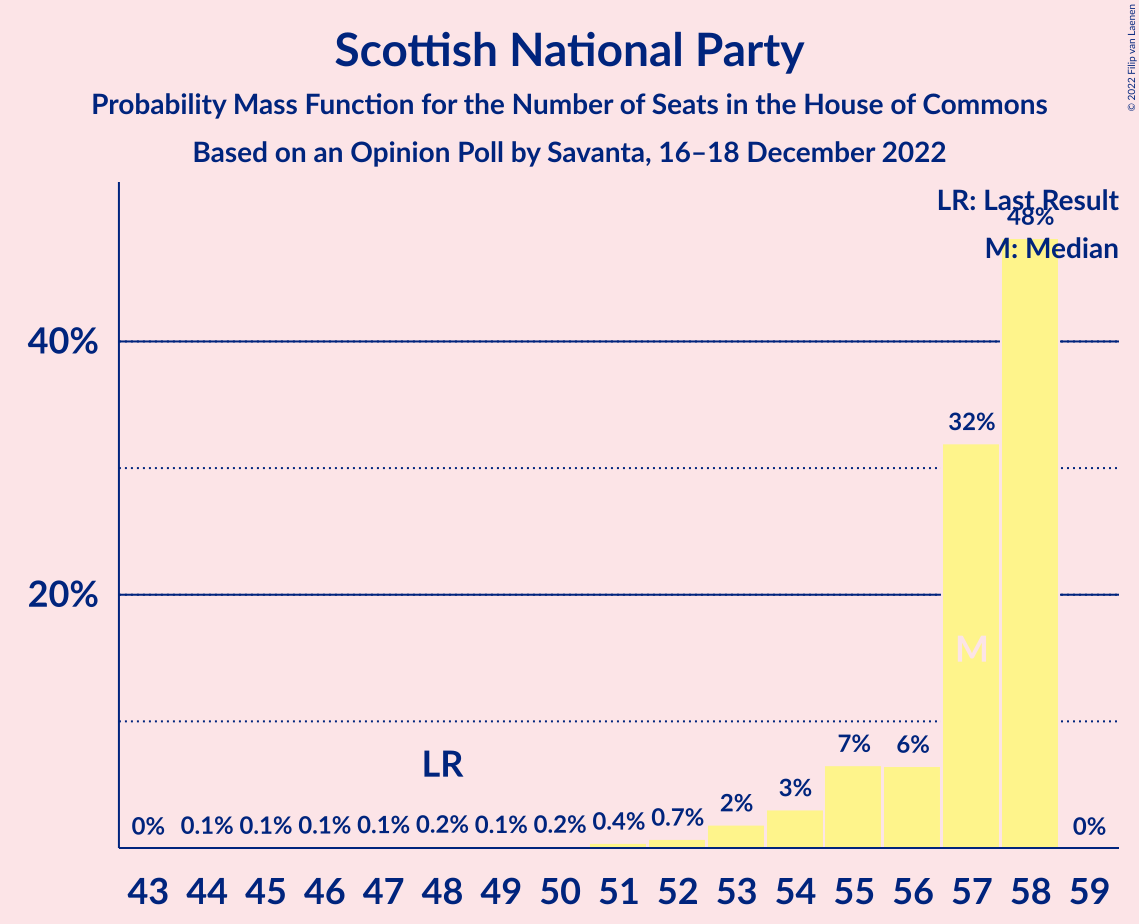 Scottish National Party
Probability Mass Function for the Number of Seats in the House of Commons
Based on an Opinion Poll by Savanta, 16–18 December 2022
© 2022 Filip van Laenen
LR: Last Result
48%
M: Median
40%
32%
20%
M
7%
6%
LR
3%
2%
0% 0.1% 0.1% 0.1% 0.1% 0.2% 0.1% 0.2% 0.4% 0.7% 0%
43 44 45 46 47 48 49 50 51 52 53 54 55 56 57 58 59